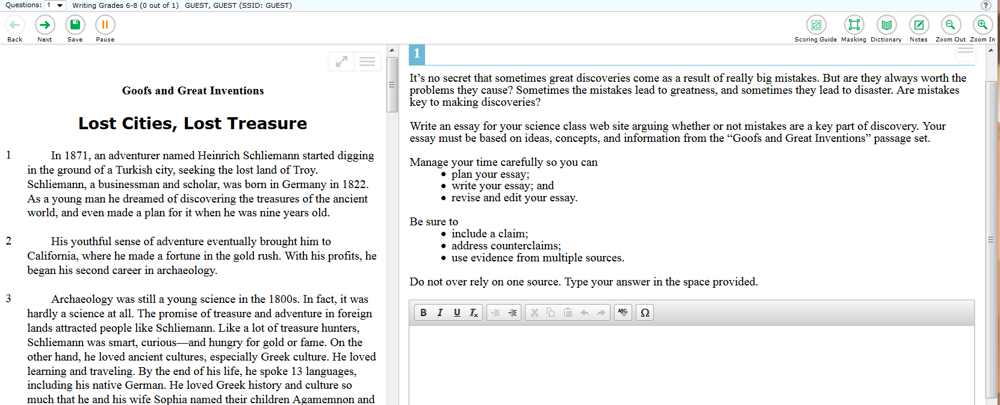 Questions: 1 Writing Grades 6-8 (0 out of 1) GUEST, GUEST (SSID: GUEST)
?
Back Next Save Pause Scoring Guide Masking Dictionary Notes Zoom Out Zoom In
Goofs and Great Inventions
Lost Cities, Lost Treasure
1 In 1871, an adventurer named Heinrich Schliemann started digging
in the ground of a Turkish city, seeking the lost land of Troy.
Schliemann, a businessman and scholar, was born in Germany in 1822.
As a young man he dreamed of discovering the treasures of the ancient
world, and even made a plan for it when he was nine years old.
2 His youthful sense of adventure eventually brought him to
California, where he made a fortune in the gold rush. With his profits, he
began his second career in archaeology.
3 Archaeology was still a young science in the 1800s. In fact, it was
hardly a science at all. The promise of treasure and adventure in foreign
lands attracted people like Schliemann. Like a lot of treasure hunters,
Schliemann was smart, curious—and hungry for gold or fame. On the
other hand, he loved ancient cultures, especially Greek culture. He loved
learning and traveling. By the end of his life, he spoke 13 languages,
including his native German. He loved Greek history and culture so
much that he and his wife Sophia named their children Agamemnon and
1
It’s no secret that sometimes great discoveries come as a result of really big mistakes. But are they always worth the
problems they cause? Sometimes the mistakes lead to greatness, and sometimes they lead to disaster. Are mistakes
key to making discoveries?
Write an essay for your science class web site arguing whether or not mistakes are a key part of discovery. Your
essay must be based on ideas, concepts, and information from the “Goofs and Great Inventions” passage set.
Manage your time carefully so you can
• plan your essay;
• write your essay; and
• revise and edit your essay.
Be sure to
• include a claim;
• address counterclaims;
• use evidence from multiple sources.
Do not over rely on one source. Type your answer in the space provided.
B I U Tx ABC Ω